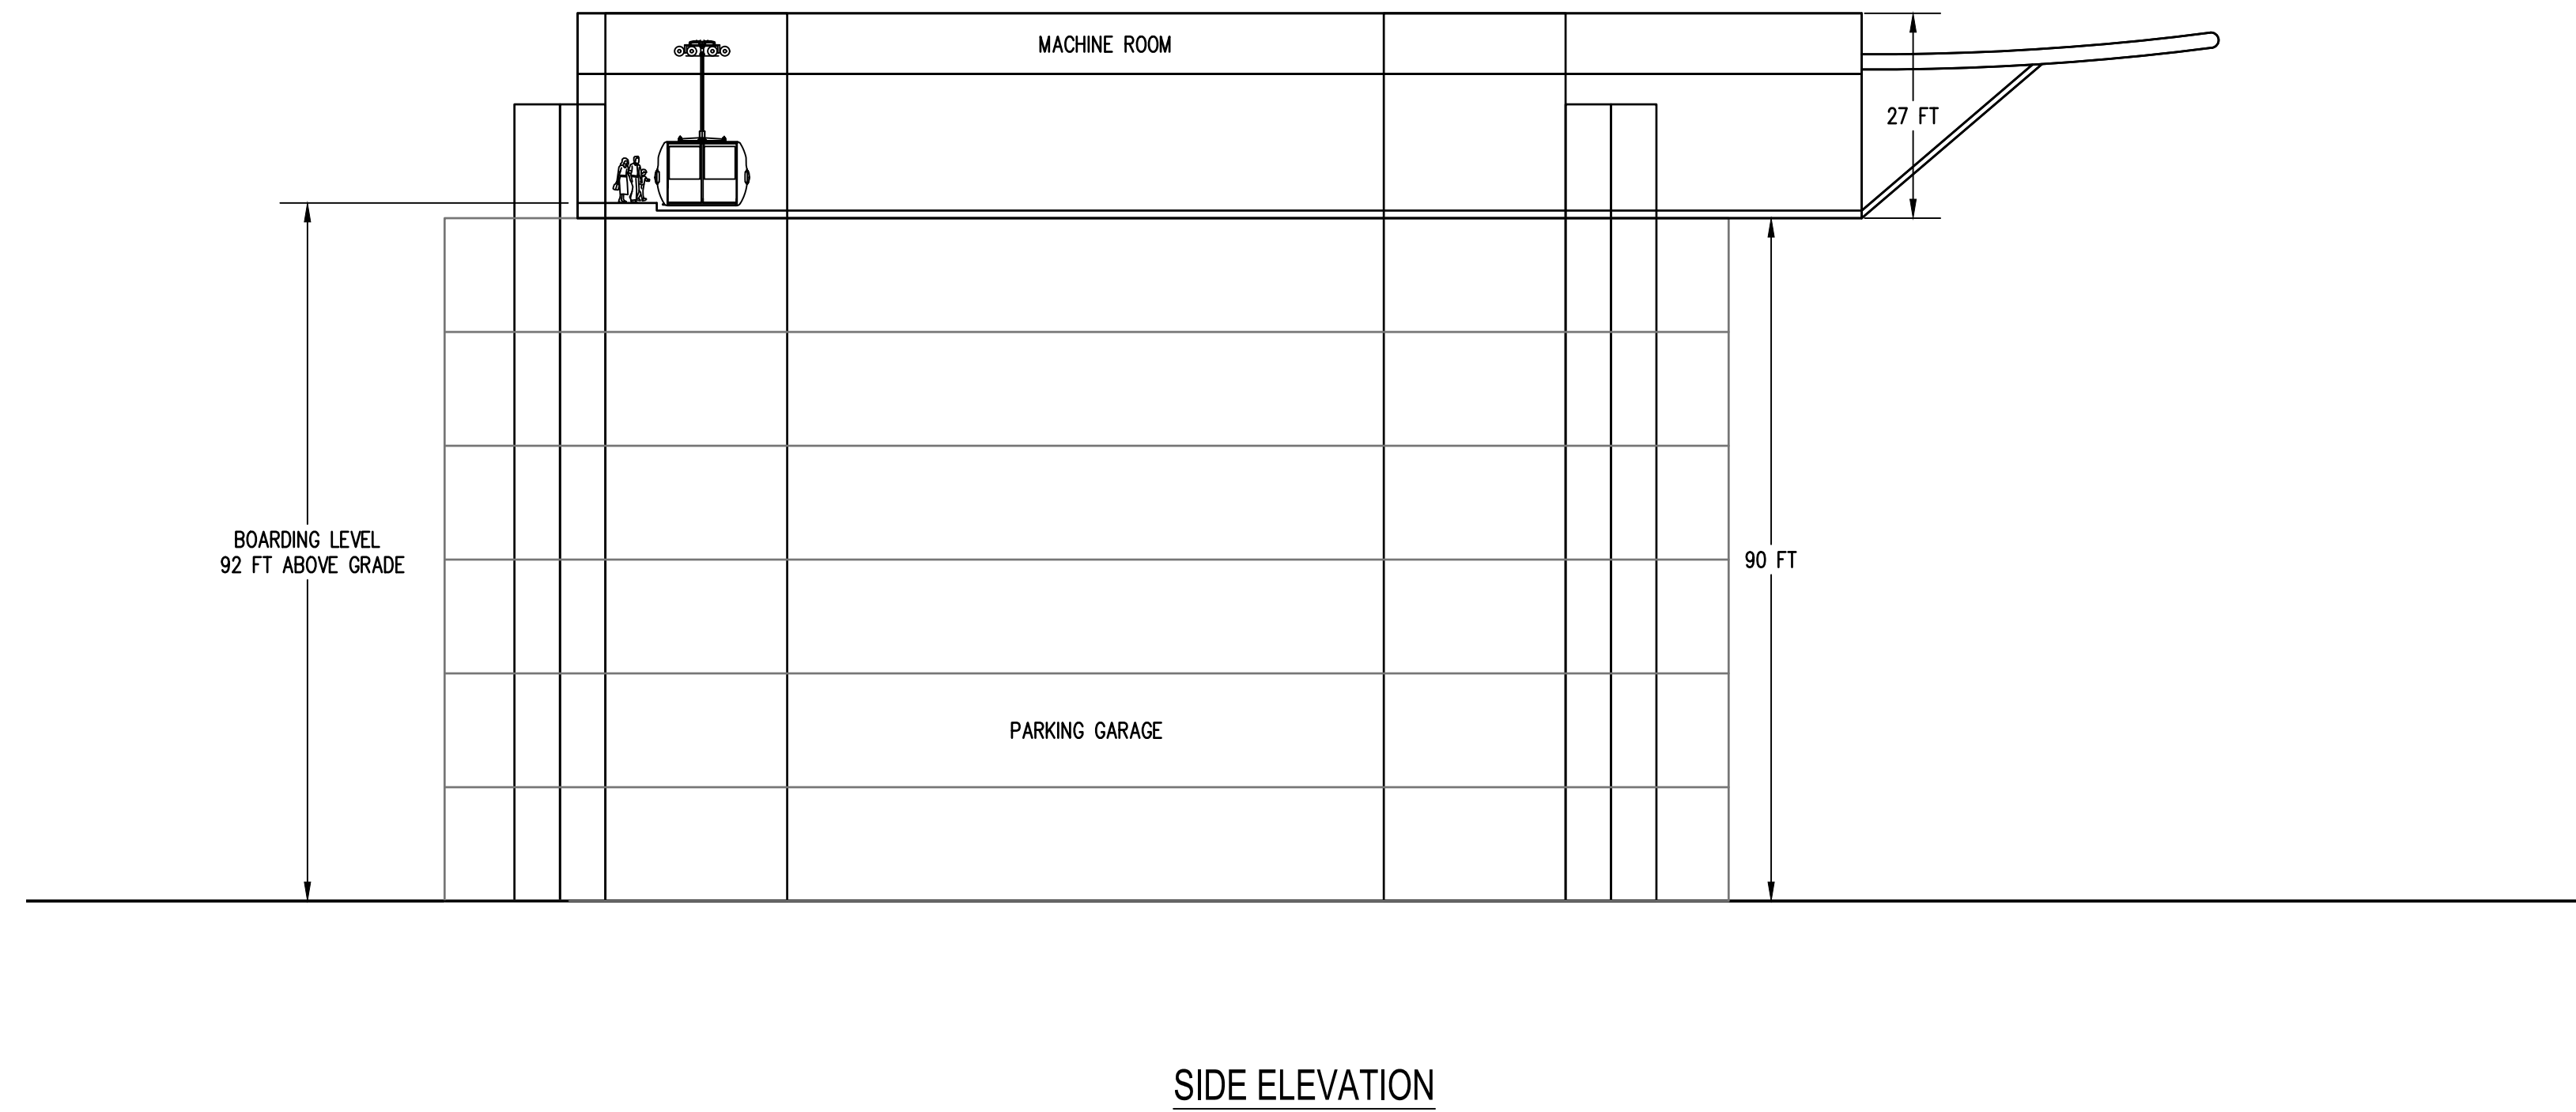 MACHINE ROOM
27 FT
BOARDING LEVEL
92 FT ABOVE GRADE
90 FT
PARKING GARAGE
SIDE ELEVATION